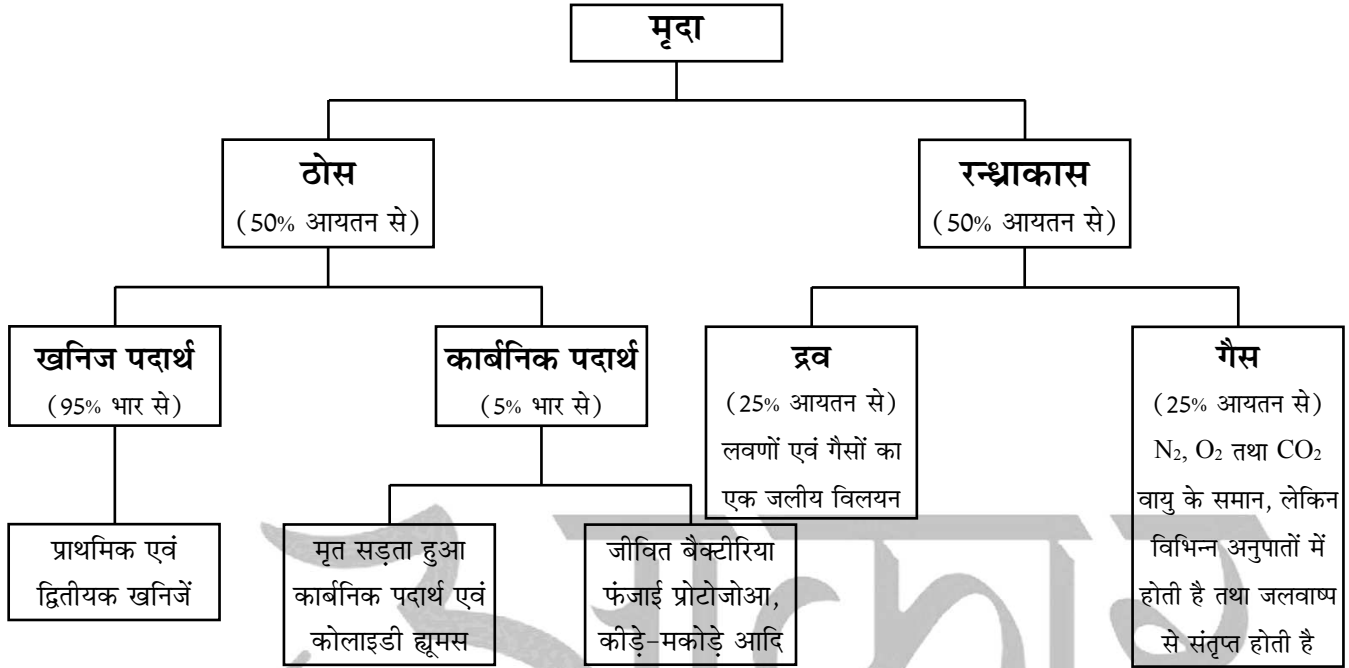 मृदा
ठोस
(50% आयतन से)
रन्ध्राकास
(50% आयतन से)
खनिज पदार्थ
(95% भार से)
कार्बनिक पदार्थ
(5% भार से)
द्रव
(25% आयतन से)
लवणों एवं गैसों का
एक जलीय विलयन
गैस
(25% आयतन से)
N₂, O₂ तथा CO₂
वायु के समान, लेकिन
विभिन्न अनुपातों में
होती है तथा जलवाष्प
से संतृप्त होती है
प्राथमिक एवं
द्वितीयक खनिजें
मृत सड़ता हुआ
कार्बनिक पदार्थ एवं
कोलाइडी ह्यूमस
जीवित बैक्टीरिया
फंजाई प्रोटोजोआ,
कीड़े-मकोड़े आदि